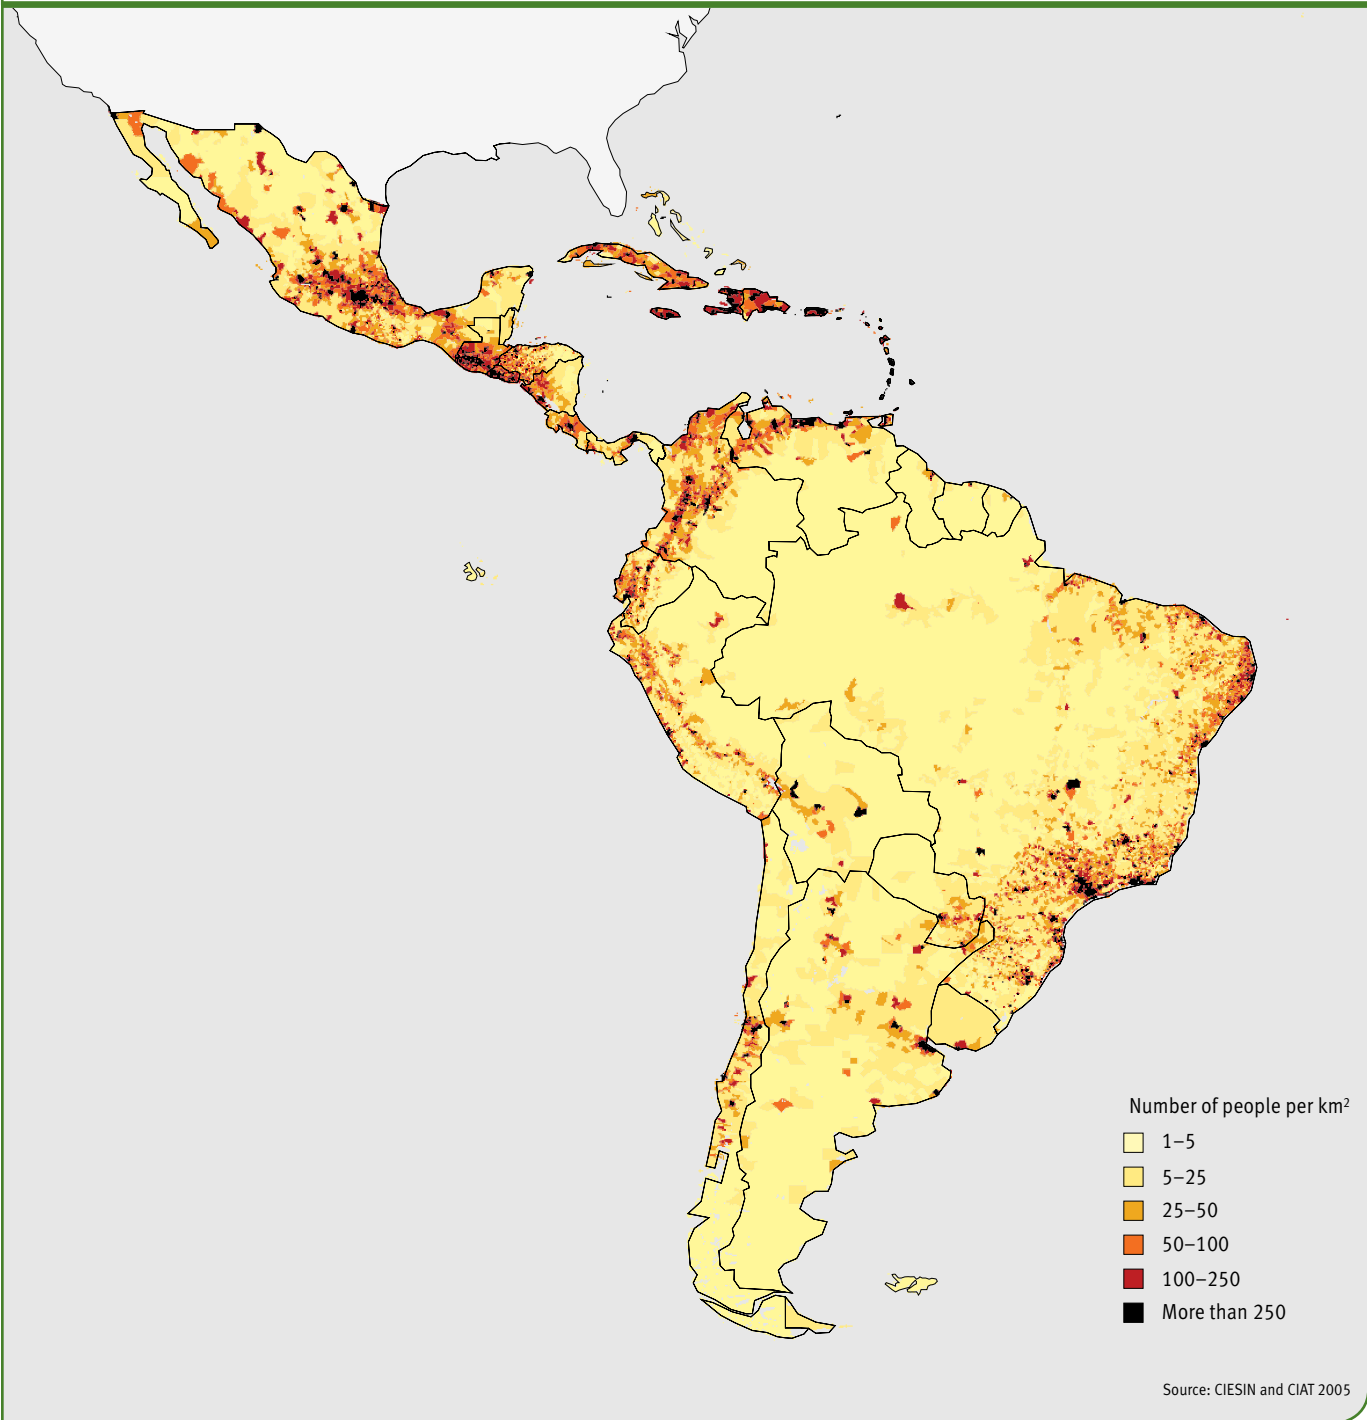 Number of people per km²
1–5
5–25
25–50
50–100
100–250
More than 250
Source: CIESIN and CIAT 2005